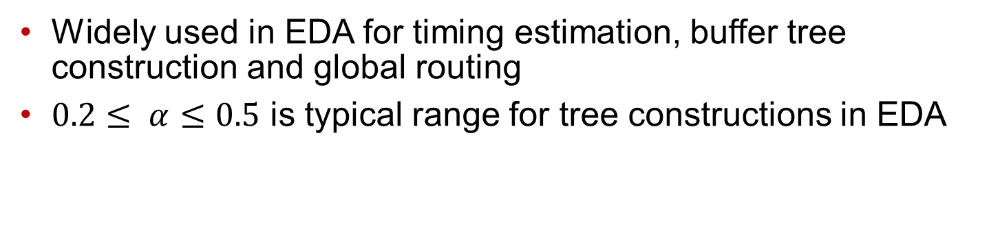 • Widely used in EDA for timing estimation, buffer tree
construction and global routing
• 0.2 ≤ 𝛼 ≤ 0.5 is typical range for tree constructions in EDA